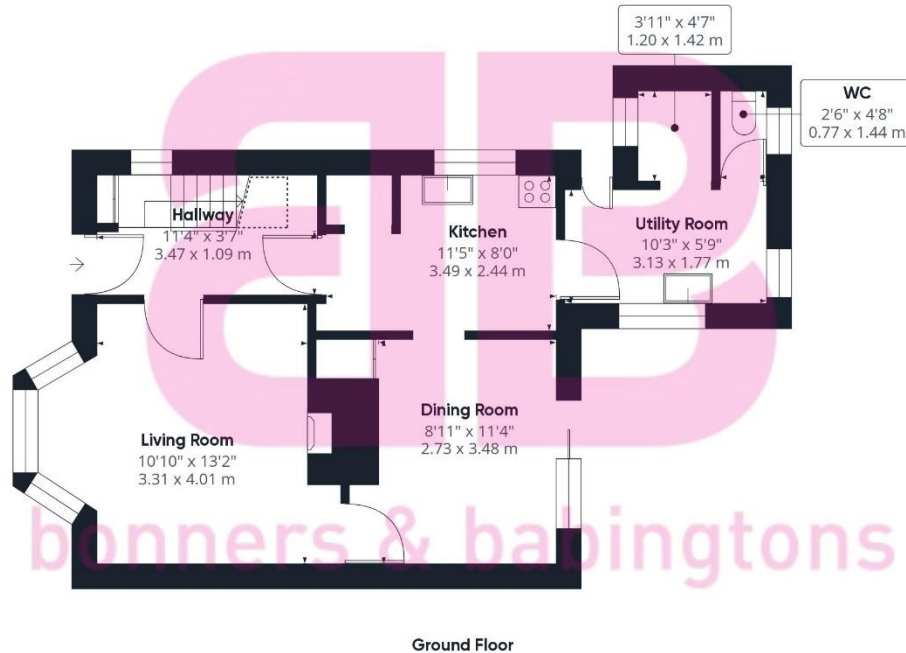 3'11" x 4'7"
1.20 x 1.42 m
WC
2'6" x 4'8"
0.77 x 1.44 m
Hallway
11'4" x 3'7"
3.47 x 1.09 m
Kitchen
11'5" x 8'0"
3.49 x 2.44 m
Utility Room
10'3" x 5'9"
3.13 x 1.77 m
Living Room
10'10" x 13'2"
3.31 x 4.01 m
Dining Room
8'11" x 11'4"
2.73 x 3.48 m
bonners & babingtons
Ground Floor